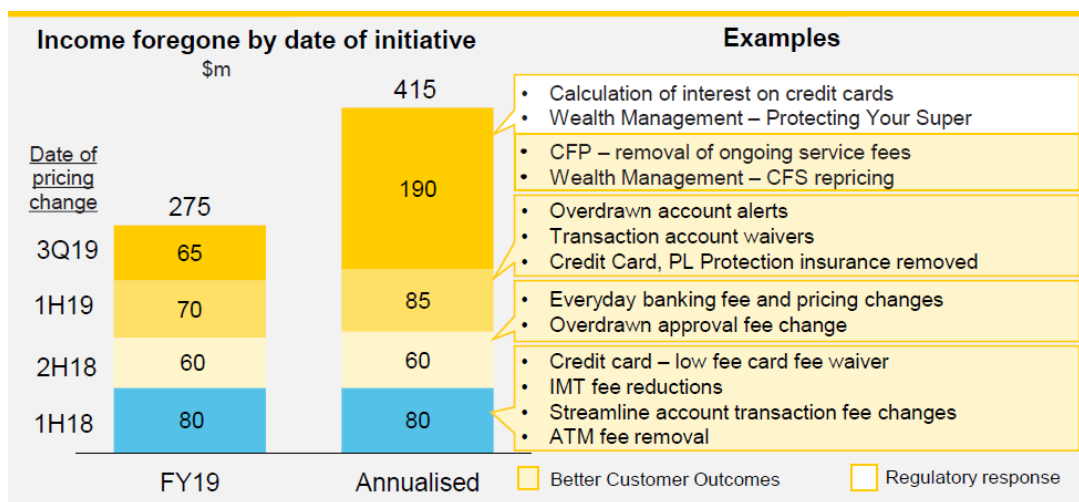 Income foregone by date of initiative
$m
Date of
pricing
change
3Q19
1H19
2H18
1H18
275
65
70
60
80
FY19
415
190
85
60
80
Annualised
Examples
• Calculation of interest on credit cards
• Wealth Management – Protecting Your Super
• CFP – removal of ongoing service fees
• Wealth Management – CFS repricing
• Overdrawn account alerts
• Transaction account waivers
• Credit Card, PL Protection insurance removed
• Everyday banking fee and pricing changes
• Overdrawn approval fee change
• Credit card – low fee card fee waiver
• IMT fee reductions
• Streamline account transaction fee changes
• ATM fee removal
Better Customer Outcomes
Regulatory response